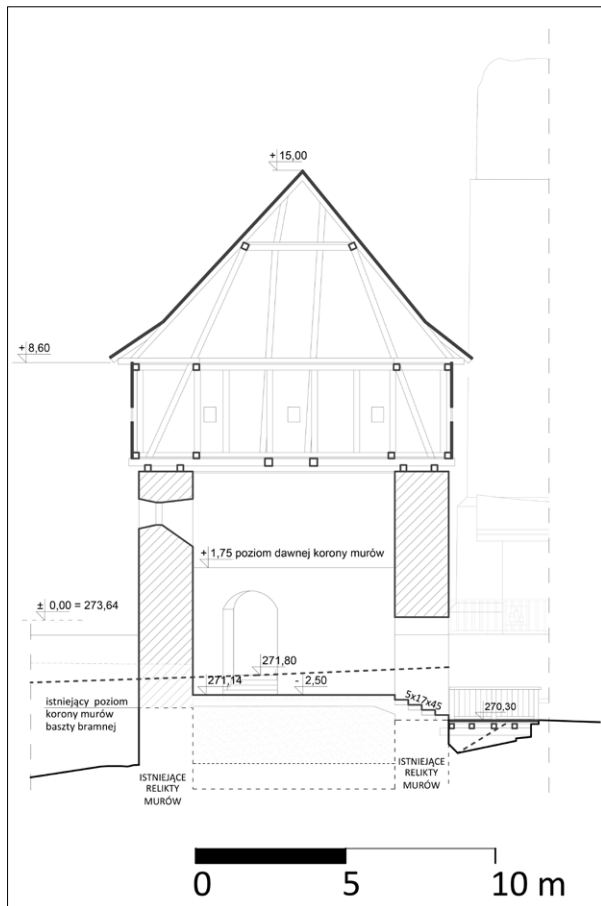 + 15,00
+ 8,60
+ 1,75 poziom dawnej korony murów
± 0,00 = 273,64
271,80
271,14
- 2,50
5x17x45
270,30
istniejący poziom
korony murów
baszty bramnej
ISTNIEJĄCE
RELIKTY
MURÓW
ISTNIEJĄCE
RELIKTY
MURÓW
0 5 10 m